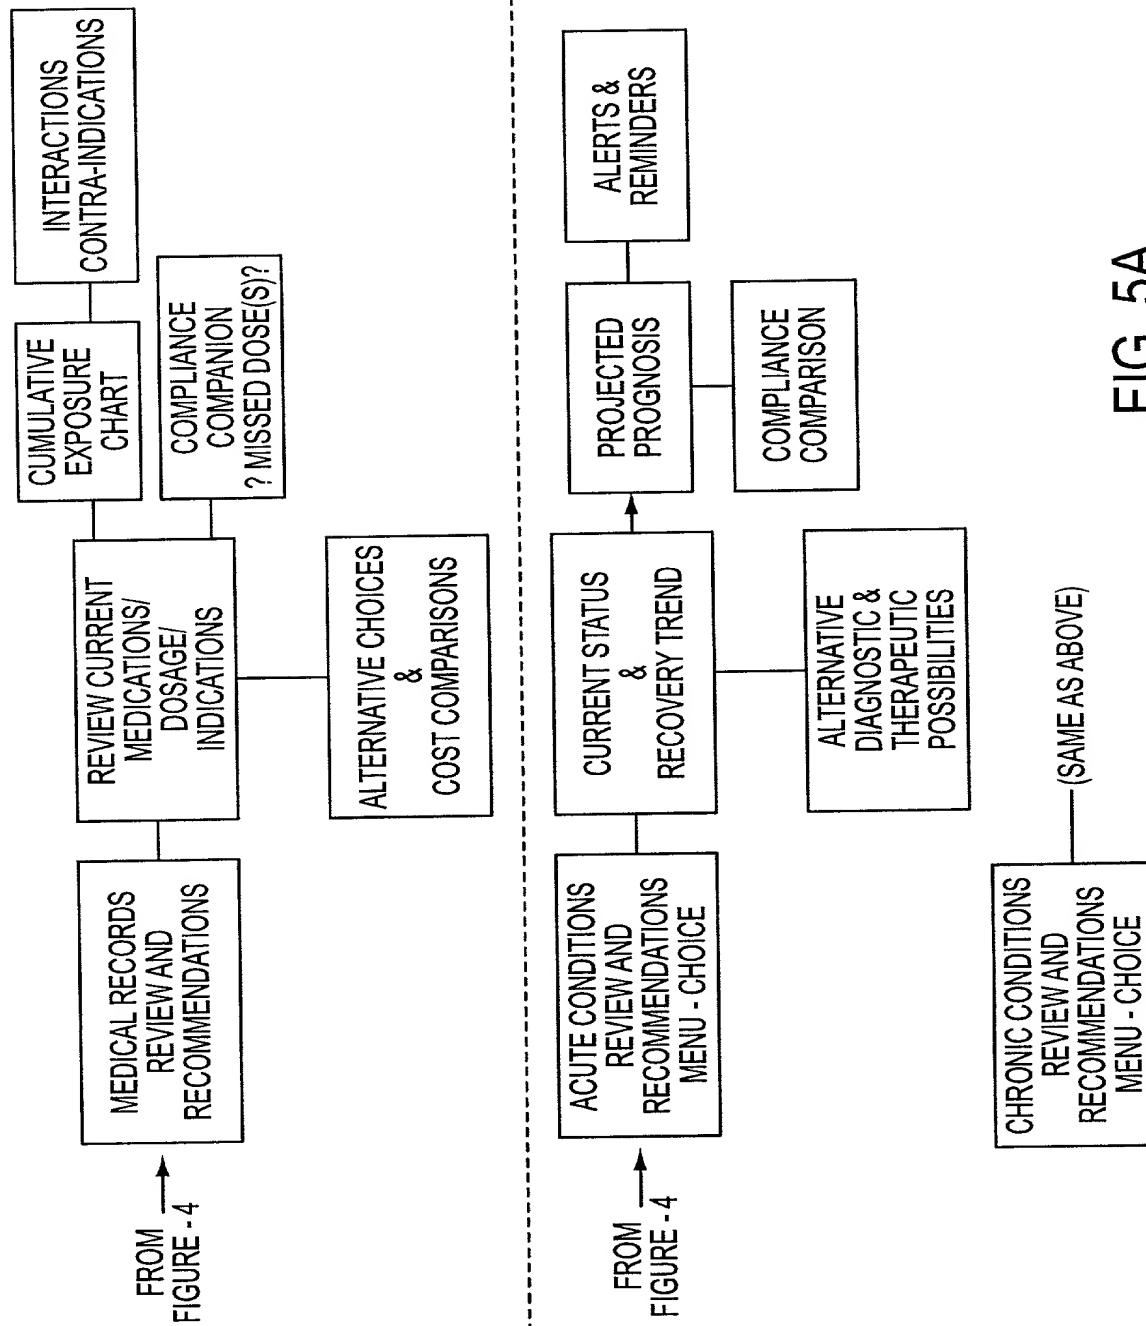 FROM
FIGURE - 4
MEDICAL RECORDS
REVIEW AND
RECOMMENDATIONS
REVIEW CURRENT
MEDICATIONS/
DOSAGE/
INDICATIONS
CUMULATIVE
EXPOSURE
CHART
INTERACTIONS
CONTRA-INDICATIONS
COMPLIANCE
COMPANION
? MISSED DOSE(S)?
ALTERNATIVE CHOICES
&
COST COMPARISONS
FROM
FIGURE - 4
ACUTE CONDITIONS
REVIEW AND
RECOMMENDATIONS
MENU - CHOICE
CURRENT STATUS
&
RECOVERY TREND
PROJECTED
PROGNOSIS
ALERTS &
REMINDERS
COMPLIANCE
COMPARISON
ALTERNATIVE
DIAGNOSTIC &
THERAPEUTIC
POSSIBILITIES
CHRONIC CONDITIONS
REVIEW AND
RECOMMENDATIONS
MENU - CHOICE
(SAME AS ABOVE)
FIG. 5A